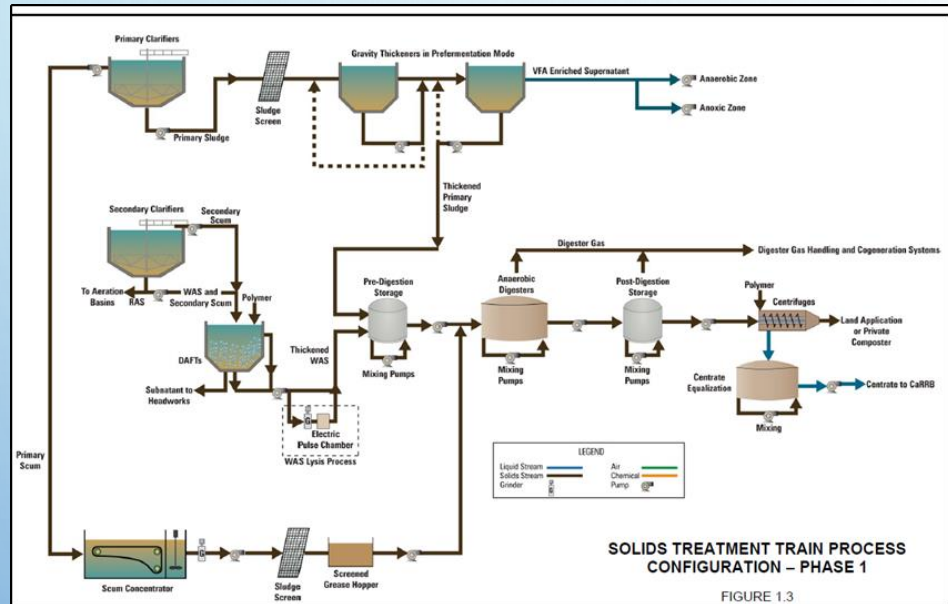 Primary Clarifiers
Gravity Thickeners in Prefermentation Mode
VFA Enriched Supernatant
Anaerobic Zone
Anoxic Zone
Sludge
Screen
Primary Sludge
Thickened
Primary
Sludge
Secondary Clarifiers
Secondary
Scum
Digester Gas
Digester Gas Handling and Cogeneration Systems
To Aeration
Basins
RAS
WAS and
Secondary Scum
Polymer
Pre-Digestion
Storage
Anaerobic
Digesters
Post-Digestion
Storage
Polymer
Centrifuges
Land Application
or Private
Composter
DAFTs
Thickened
WAS
Mixing Pumps
Mixing
Pumps
Mixing
Pumps
Centrate
Equalization
Centrate to CaRRB
Mixing
Subnatant to
Headworks
Electric
Pulse Chamber
WAS Lysis Process
Primary
Scum
LEGEND
Liquid Stream
Air
Solids Stream
Chemical
Grinder
Pump
Scum Concentrator
Sludge
Screen
Screened
Grease Hopper
SOLIDS TREATMENT TRAIN PROCESS
CONFIGURATION – PHASE 1
FIGURE 1.3